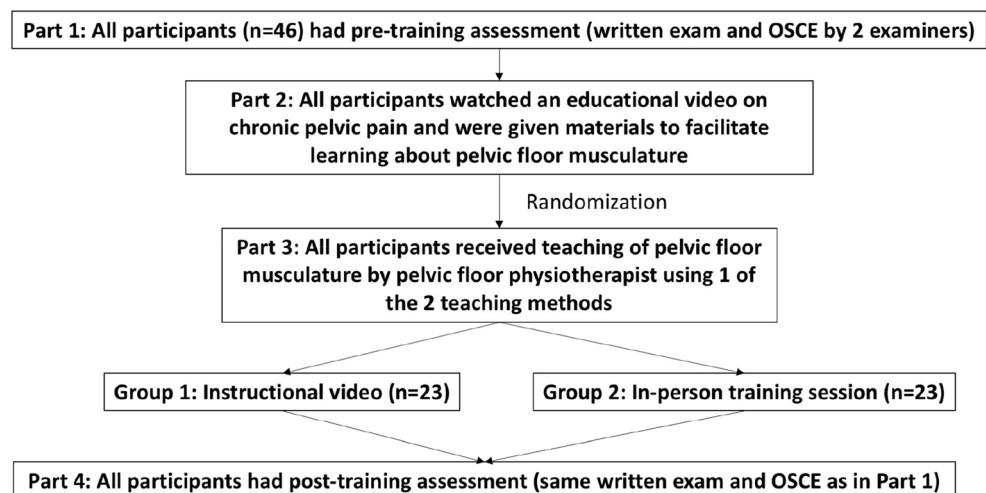 Part 1: All participants (n=46) had pre-training assessment (written exam and OSCE by 2 examiners)
Part 2: All participants watched an educational video on
chronic pelvic pain and were given materials to facilitate
learning about pelvic floor musculature
Randomization
Part 3: All participants received teaching of pelvic floor
musculature by pelvic floor physiotherapist using 1 of
the 2 teaching methods
Group 1: Instructional video (n=23)
Group 2: In-person training session (n=23)
Part 4: All participants had post-training assessment (same written exam and OSCE as in Part 1)